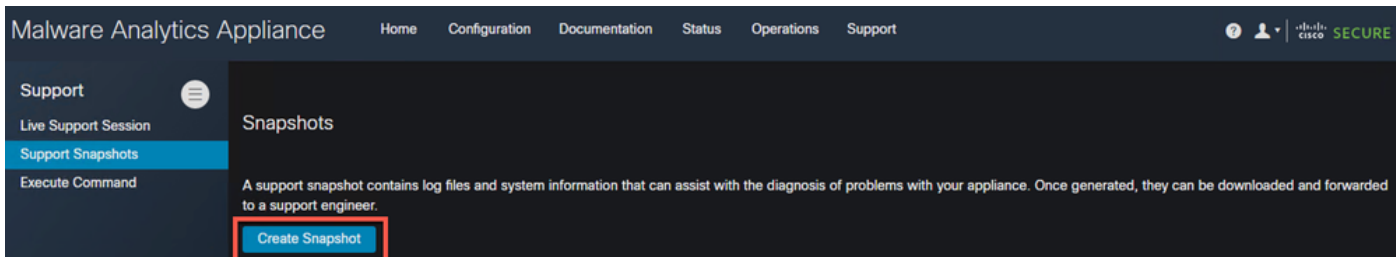 Malware Analytics Appliance Home Configuration Documentation Status Operations Support ? cisco SECURE
Support
Live Support Session
Support Snapshots
Execute Command
Snapshots
A support snapshot contains log files and system information that can assist with the diagnosis of problems with your appliance. Once generated, they can be downloaded and forwarded
to a support engineer.
Create Snapshot